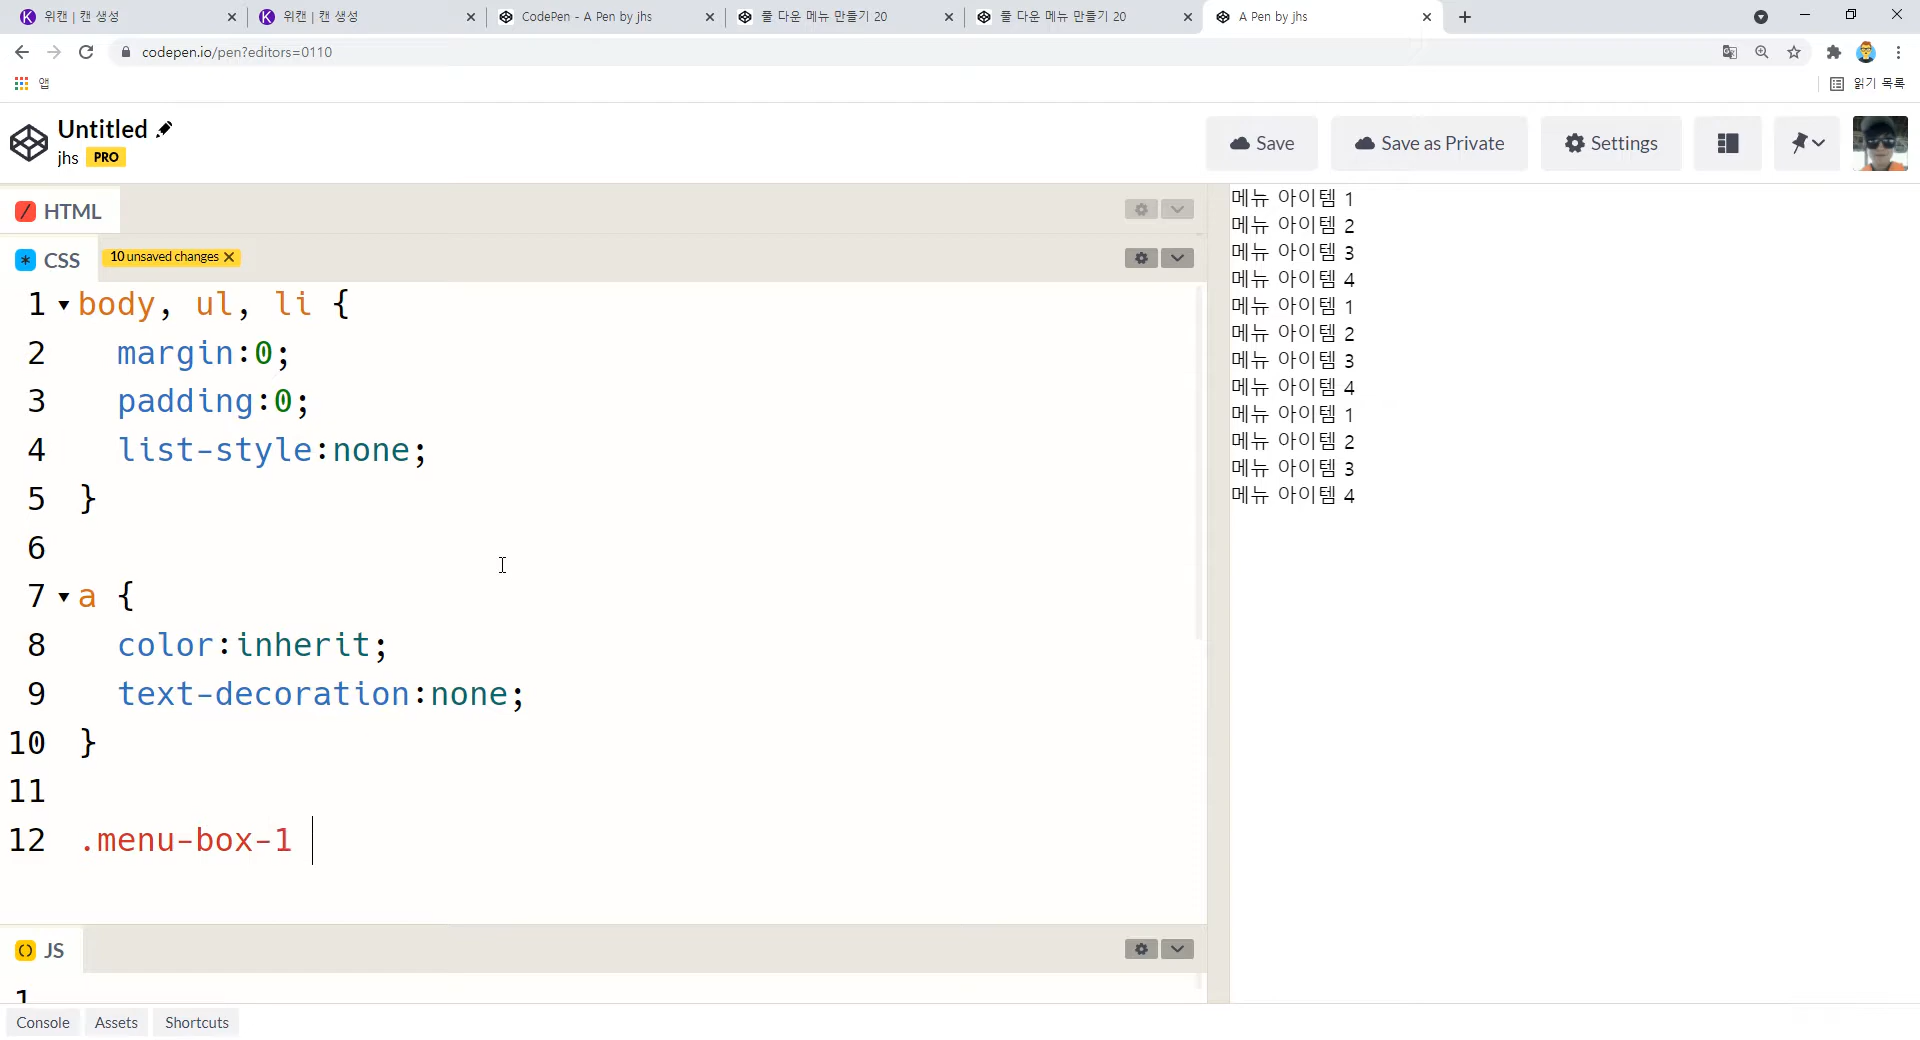 위캔 | 캔 생성
위캔 | 캔 생성
CodePen - A Pen by jhs
풀 다운 메뉴 만들기 20
풀 다운 메뉴 만들기 20
A Pen by jhs
codepen.io/pen?editors=0110
앱
읽기 목록
Untitled
jhs PRO
Save
Save as Private
Settings
HTML
CSS
10 unsaved changes
1 body, ul, li {
2 margin:0;
3 padding:0;
4 list-style:none;
5 }
6
7 a {
8 color:inherit;
9 text-decoration:none;
10 }
11
12 .menu-box-1
JS
1
메뉴 아이템 1
메뉴 아이템 2
메뉴 아이템 3
메뉴 아이템 4
메뉴 아이템 1
메뉴 아이템 2
메뉴 아이템 3
메뉴 아이템 4
메뉴 아이템 1
메뉴 아이템 2
메뉴 아이템 3
메뉴 아이템 4
Console
Assets
Shortcuts